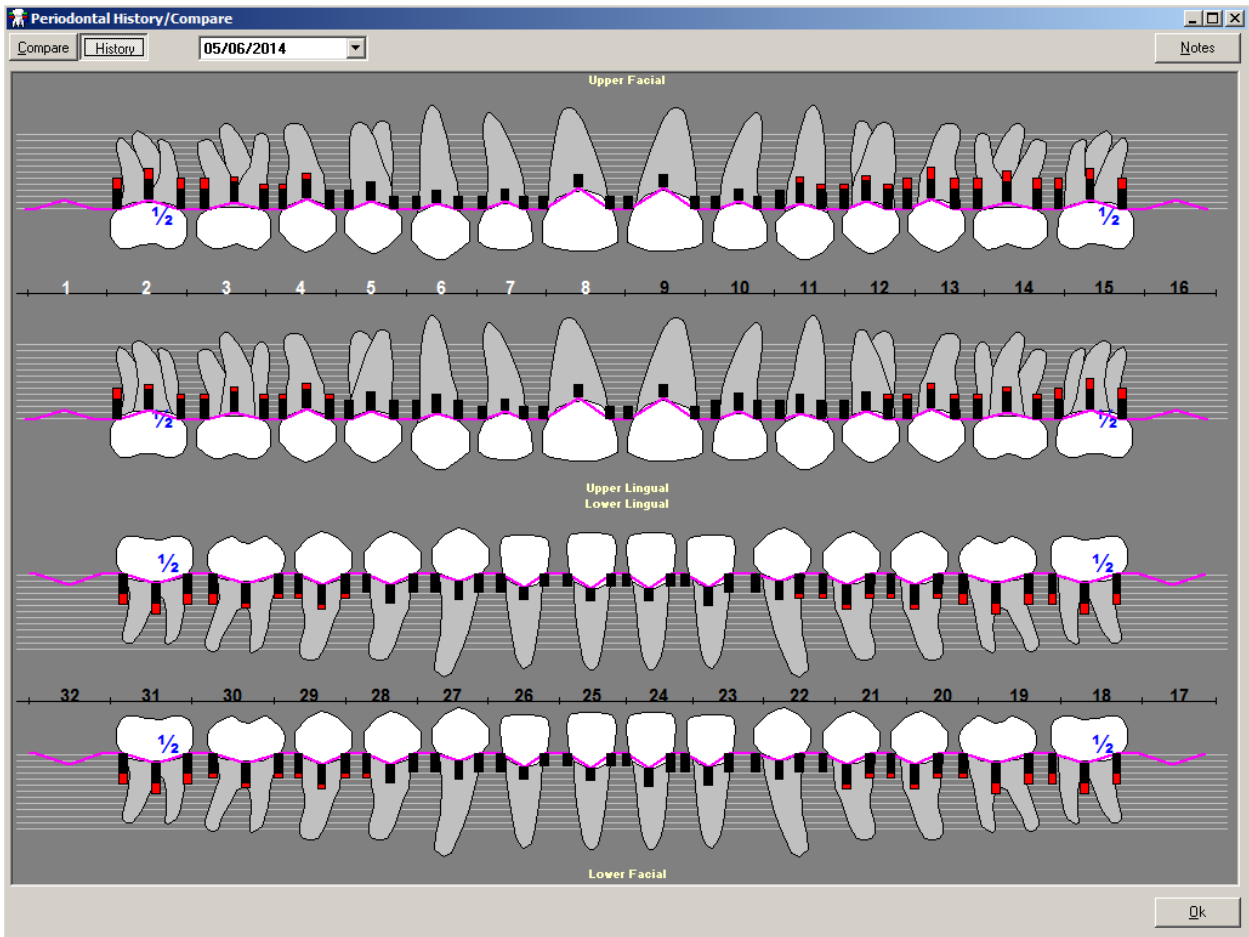 Periodontal History/Compare
Compare History 05/06/2014 Notes
Upper Facial
½ ½
1 2 3 4 5 6 7 8 9 10 11 12 13 14 15 16
½ ½
Upper Lingual
Lower Lingual
½ ½
32 31 30 29 28 27 26 25 24 23 22 21 20 19 18 17
½ ½
Lower Facial
Ok